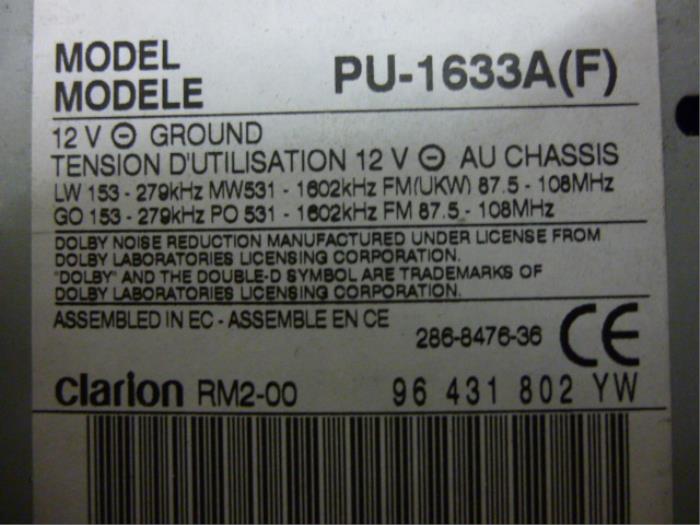 MODEL
MODELE
PU-1633A(F)
12 V ⊖ GROUND
TENSION D'UTILISATION 12 V ⊖ AU CHASSIS
LW 153 - 279kHz MW531 - 1602kHz FM(UKW) 87.5 - 108MHz
GO 153 - 279kHz PO 531 - 1602kHz FM 87.5 - 108MHz
DOLBY NOISE REDUCTION MANUFACTURED UNDER LICENSE FROM
DOLBY LABORATORIES LICENSING CORPORATION.
"DOLBY" AND THE DOUBLE-D SYMBOL ARE TRADEMARKS OF
DOLBY LABORATORIES LICENSING CORPORATION.
ASSEMBLED IN EC - ASSEMBLE EN CE
286-8476-36 CE
Clarion RM2-00 96 431 802 YW